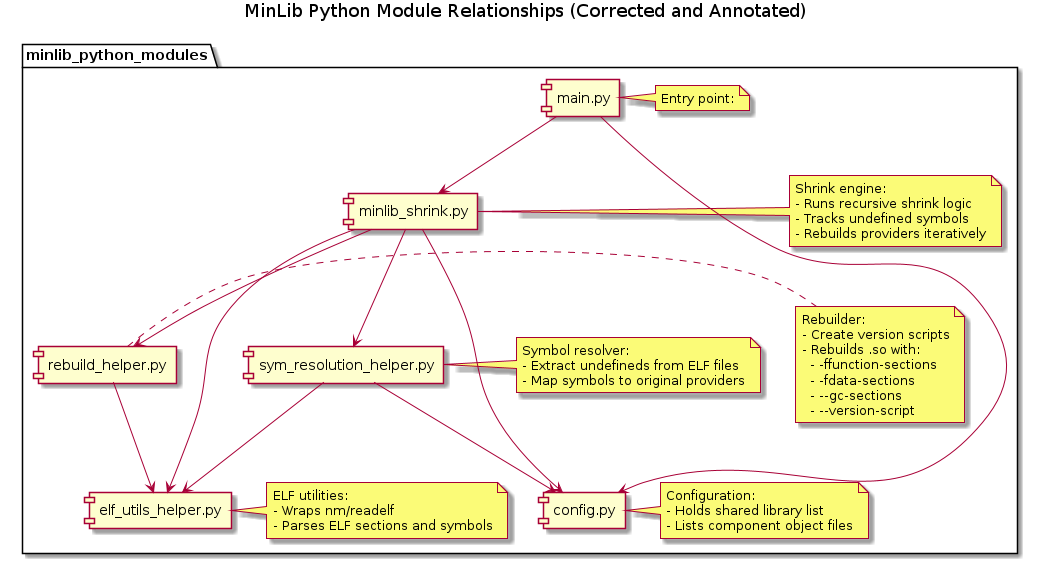 MinLib Python Module Relationships (Corrected and Annotated)
minlib_python_modules
main.py
Entry point:
minlib_shrink.py
Shrink engine:
- Runs recursive shrink logic
- Tracks undefined symbols
- Rebuilds providers iteratively
rebuild_helper.py
sym_resolution_helper.py
Symbol resolver:
- Extract undefineds from ELF files
- Map symbols to original providers
Rebuilder:
- Create version scripts
- Rebuilds .so with:
- -ffunction-sections
- -fdata-sections
- --gc-sections
- --version-script
elf_utils_helper.py
ELF utilities:
- Wraps nm/readelf
- Parses ELF sections and symbols
config.py
Configuration:
- Holds shared library list
- Lists component object files